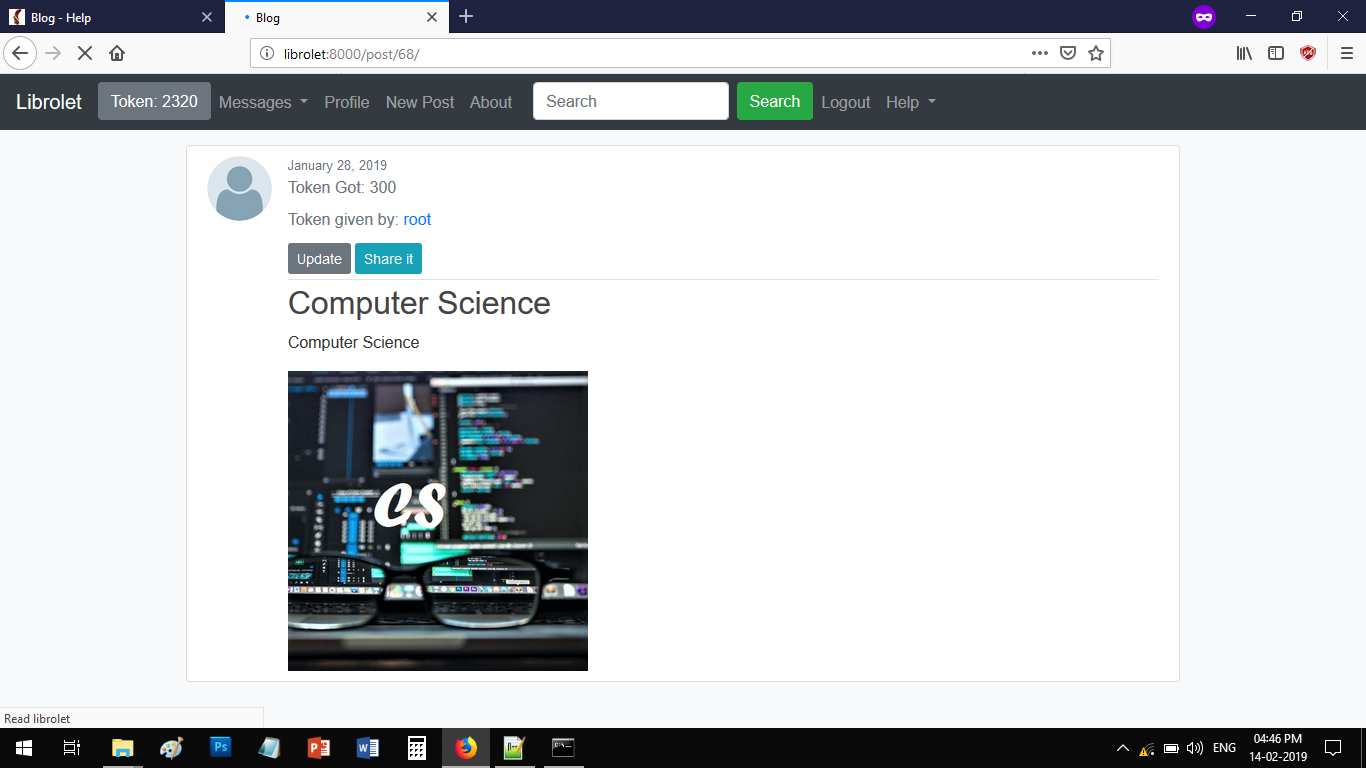 Blog - Help
Blog
librolet:8000/post/68/
Librolet Token: 2320 Messages Profile New Post About Search Search Logout Help
January 28, 2019
Token Got: 300
Token given by: root
Update Share it
Computer Science
Computer Science
CS
Read librolet
ENG
04:46 PM
14-02-2019